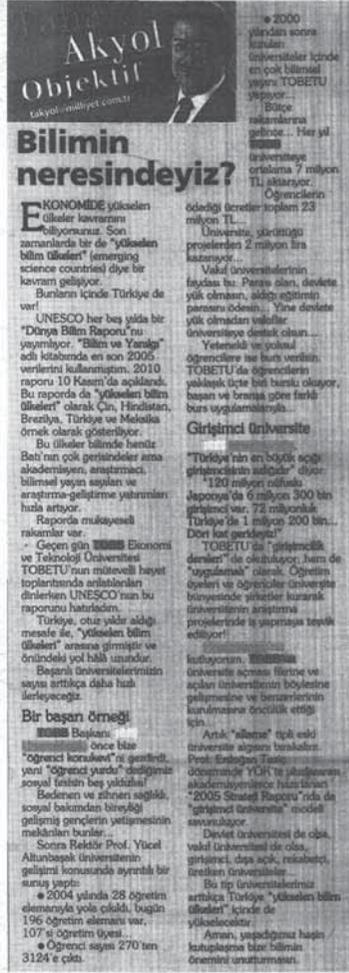 Akyol
Objektif
takyol@milliyet.com.tr
Bilimin
neresindeyiz?
EKONOMİDE yükselen
ülkeler kavramını
biliyorsunuz. Son
zamanlarda bir de "yükselen
bilim ülkeleri" (emerging
science countries) diye bir
kavram gelişiyor.
Bunların içinde Türkiye de
var!
UNESCO her beş yılda bir
"Dünya Bilim Raporu"nu
yayımlıyor. "Bilim ve Yanılgı"
adlı kitabımda en son 2005
verilerini kullanmıştım. 2010
raporu 10 Kasım'da açıklandı.
Bu raporda da "yükselen bilim
ülkeleri" olarak Çin, Hindistan,
Brezilya, Türkiye ve Meksika
örnek olarak gösteriliyor.
Bu ülkeler bilimde henüz
Batı'nın çok gerisindeler ama
akademisyen, araştırmacı,
bilimsel yayın sayıları ve
araştırma-geliştirme yatırımları
hızla artıyor.
Raporda mukayeseli
rakamlar var.
Geçen gün Ekonomi
ve Teknoloji Üniversitesi
TOBETU'nun mütevelli heyet
toplantısında anlatılanları
dinlerken UNESCO'nun bu
raporunu hatırladım.
Türkiye, otuz yıldır aldığı
mesafe ile, "yükselen bilim
ülkeleri" arasına girmiştir ve
önündeki yol hâlâ uzundur.
Başarılı üniversitelerimizin
sayısı arttıkça daha hızlı
ilerleyeceğiz.
Bir başarı örneği
Başkanı
önce bize
"öğrenci konukevi"ni gezdirdi,
yani "öğrenci yurdu" dediğimiz
sosyal tesisin beş yıldızlısı!
Bedenen ve zihnen sağlıklı,
sosyal bakımdan bireyliği
gelişmiş gençlerin yetişmesinin
mekânları bunlar...
Sonra Rektör Prof. Yücel
Altunbaşak üniversitenin
gelişimi konusunda ayrıntılı bir
sunuş yaptı:
● 2004 yılında 28 öğretim
elemanıyla yola çıkıldı, bugün
196 öğretim elemanı var,
107'si öğretim üyesi...
● Öğrenci sayısı 270'ten
3124'e çıktı.
● 2000
yılından sonra
kurulan
üniversiteler içinde
en çok bilimsel
yayını TOBETU
yapıyor...
Bütçe
rakamlarına
gelince... Her yıl
üniversiteye
ortalama 7 milyon
TL aktarıyor.
Öğrencilerin
ödediği ücretler toplam 23
milyon TL...
Üniversite, yürüttüğü
projelerden 2 milyon lira
kazanıyor...
Vakıf üniversitelerinin
faydası bu: Parası olan, devlete
yük olmasın, aldığı eğitimin
parasını ödesin... Yine devlete
yük olmadan vakıflar
üniversiteye destek olsun...
Yetenekli ve yoksul
öğrencilere ise burs verilsin.
TOBETU'da öğrencilerin
yaklaşık üçte biri burslu okuyor,
başarı ve branşa göre farklı
burs uygulamalarıyla...
Girişimci üniversite
"Türkiye'nin en büyük açığı
girişimcisinin azlığıdır" diyor:
"120 milyon nüfuslu
Japonya'da 6 milyon 300 bin
girişimci var. 72 milyonluk
Türkiye'de 1 milyon 200 bin...
Dört kat gerideyiz!"
TOBETU'da "girişimcilik
dersleri" de okutuluyor, hem de
"uygulamalı" olarak. Öğretim
üyeleri ve öğrenciler üniversite
bünyesinde şirketler kurarak
üniversitenin araştırma
projelerinde iş yapmaya teşvik
ediliyor!
kutluyorum.
üniversite açması fikrine ve
açılan üniversitenin böylesine
gelişmesine ve benzerlerinin
kurulmasına öncülük ettiği
için...
Artık "allame" tipli eski
üniversite algısını bırakalım.
Prof. Erdoğan Teziç
döneminde YÖK'te
akademisyenlerce hazırlanan
"2005 Strateji Raporu"nda da
"girişimci üniversite" modeli
savunuluyor.
Devlet üniversitesi de olsa,
vakıf üniversitesi de olsa,
girişimci, dışa açık, rekabetçi,
üretken üniversiteler...
Bu tip üniversitelerimiz
arttıkça Türkiye "yükselen bilim
ülkeleri" içinde de
yükselecektir.
Aman, yaşadığımız haşin
kutuplaşma bize bilimin
önemini unutturmasın.